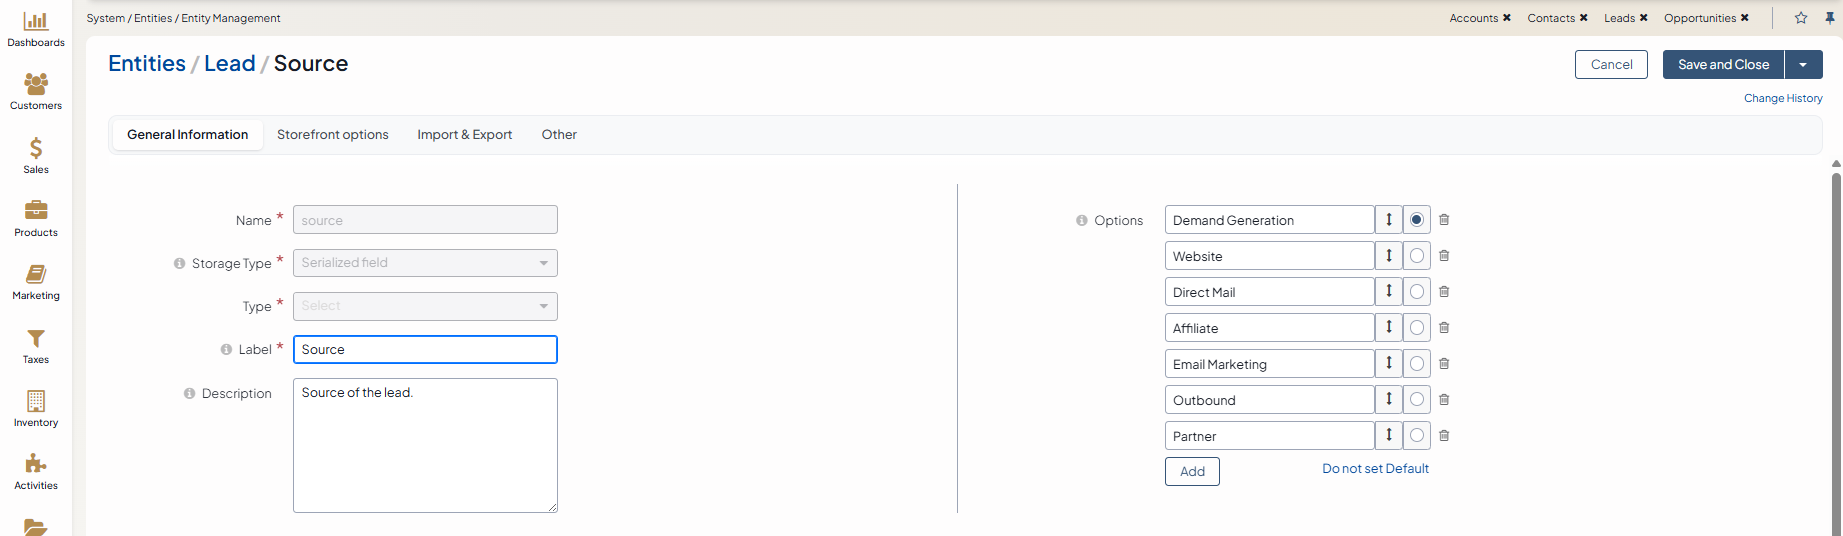 System / Entities / Entity Management
Accounts ✖ Contacts ✖ Leads ✖ Opportunities ✖
Dashboards
Customers
Sales
Products
Marketing
Taxes
Inventory
Activities
Entities / Lead / Source
Cancel
Save and Close
Change History
General Information Storefront options Import & Export Other
Name * source
Storage Type * Serialized field
Type * Select
Label * Source
Description Source of the lead.
Options Demand Generation
Website
Direct Mail
Affiliate
Email Marketing
Outbound
Partner
Add Do not set Default